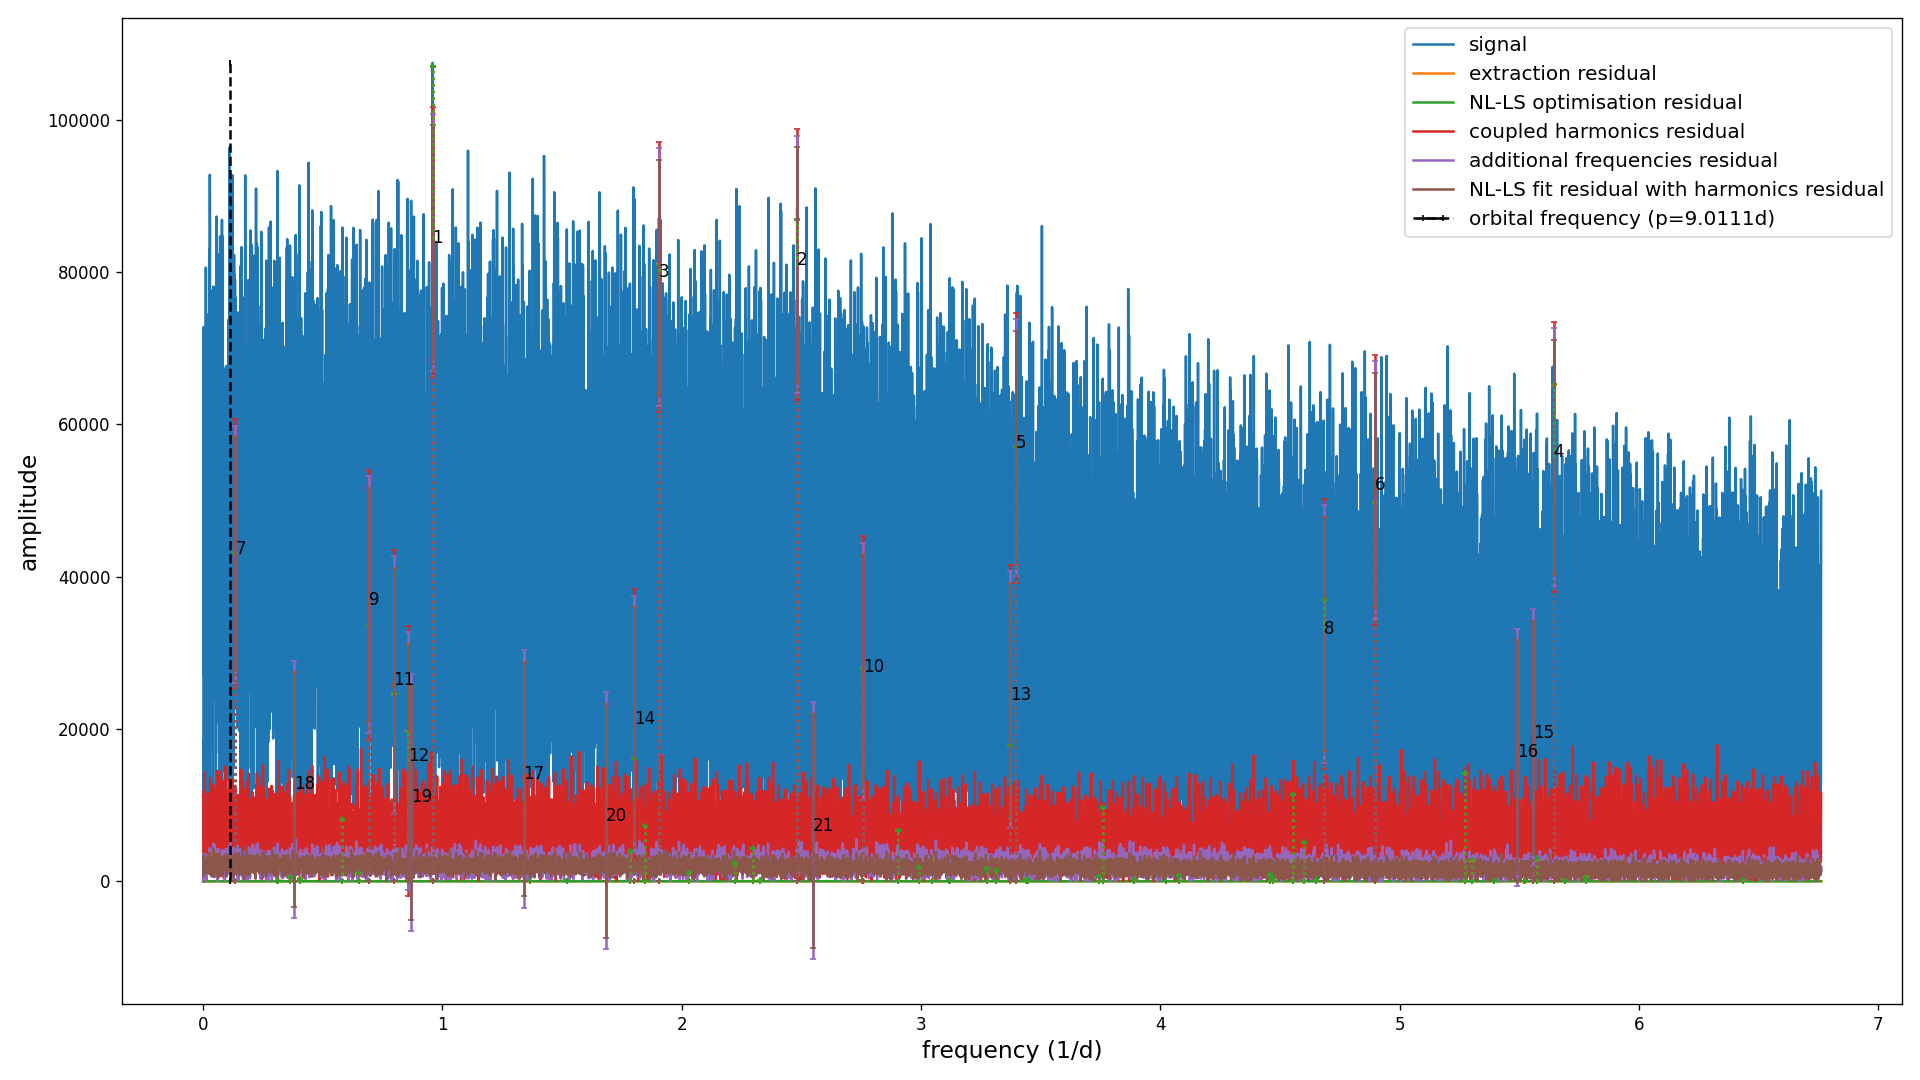 signal
extraction residual
NL-LS optimisation residual
coupled harmonics residual
additional frequencies residual
NL-LS fit residual with harmonics residual
orbital frequency (p=9.0111d)
amplitude
100000
80000
60000
40000
20000
0
1
2
3
4
5
6
7
8
9
10
11
12
13
14
15
16
17
18
19
20
21
0 1 2 3 4 5 6 7
frequency (1/d)